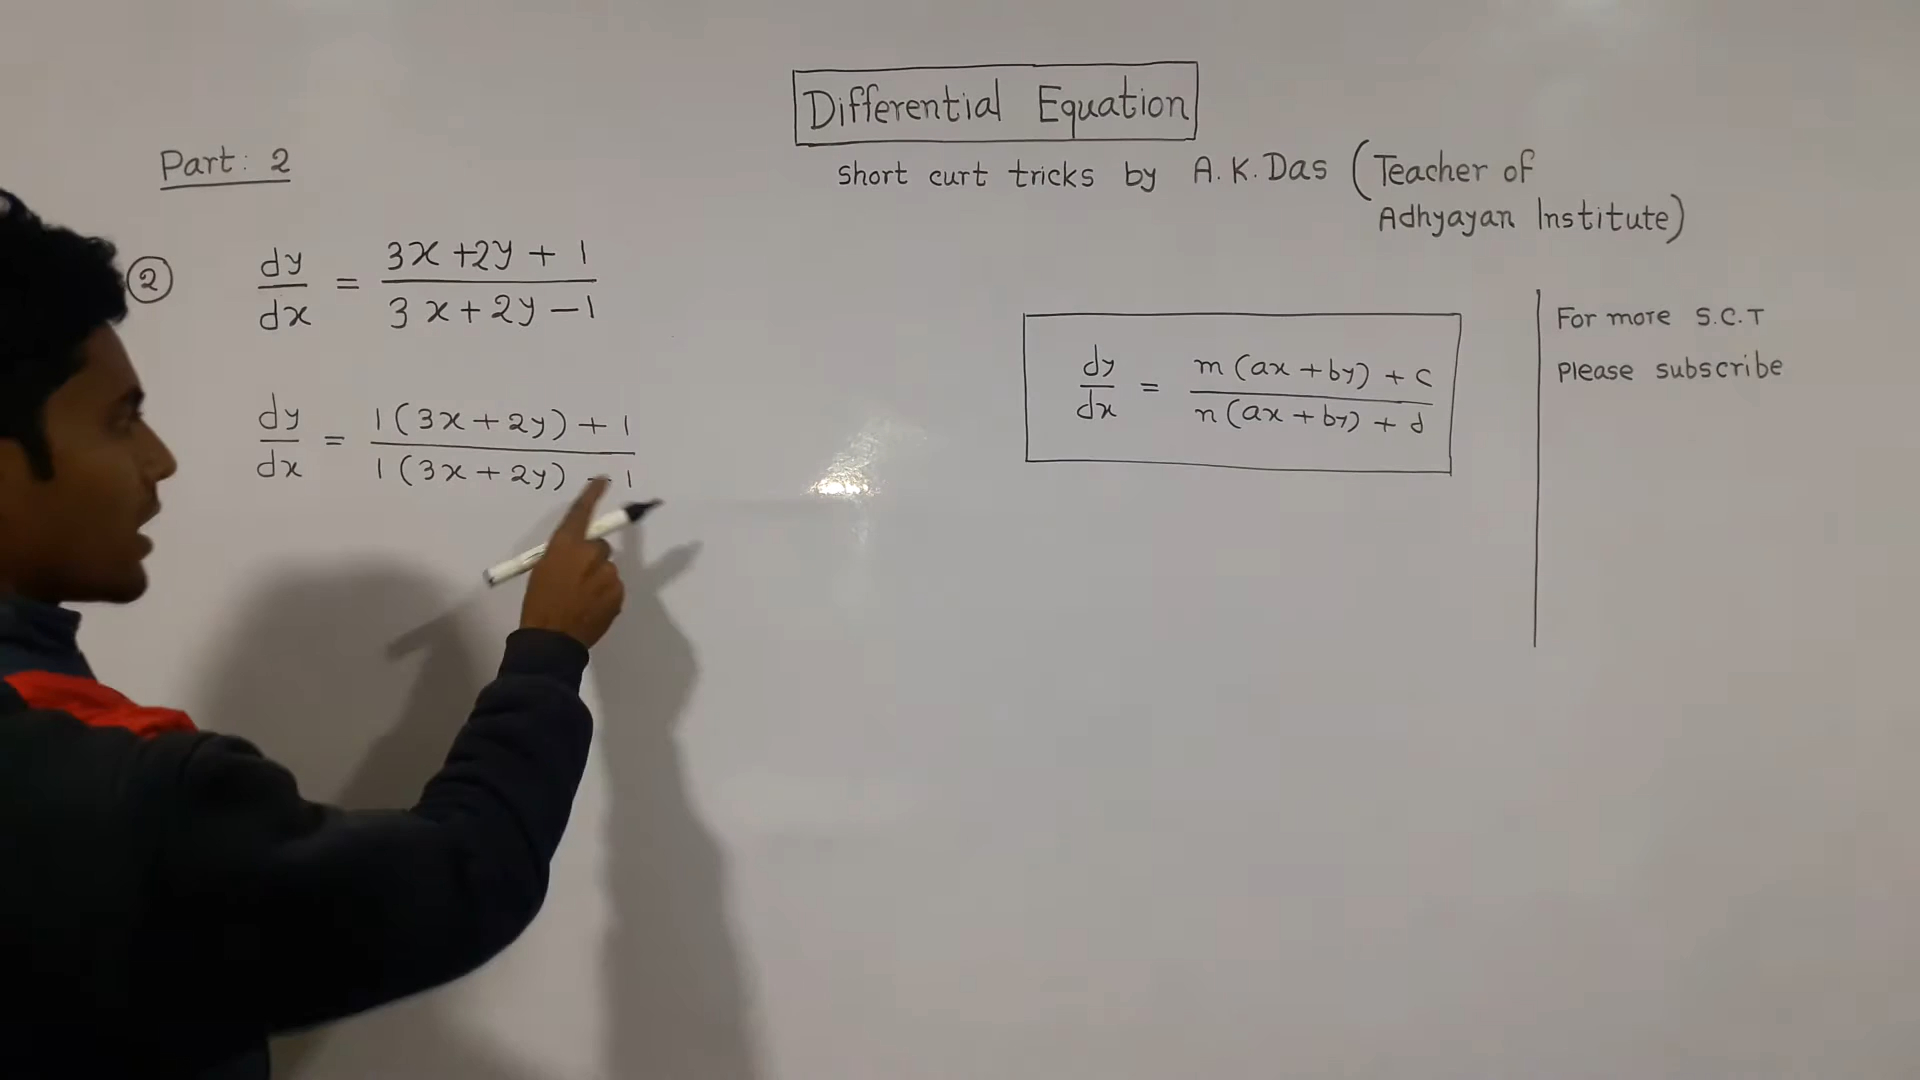 Differential Equation
short curt tricks by A.K.Das (Teacher of
Adhyayan Institute)
Part: 2
② dy/dx = (3x+2y+1)/(3x+2y-1)
dy/dx = (1(3x+2y)+1)/(1(3x+2y)-1)
dy/dx = (m(ax+by)+c)/(n(ax+by)+d)
For more S.C.T
please subscribe